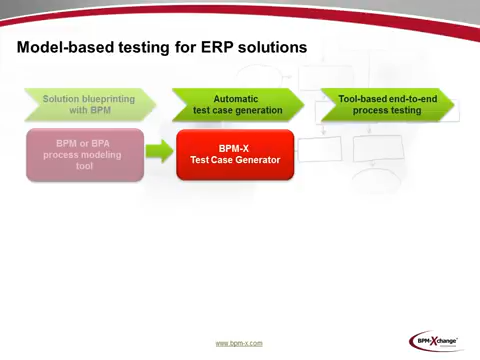 Model-based testing for ERP solutions
Solution blueprinting
with BPM
Automatic
test case generation
Tool-based end-to-end
process testing
BPM or BPA
process modeling
tool
BPM-X
Test Case Generator
www.bpm-x.com
BPM-Xchange